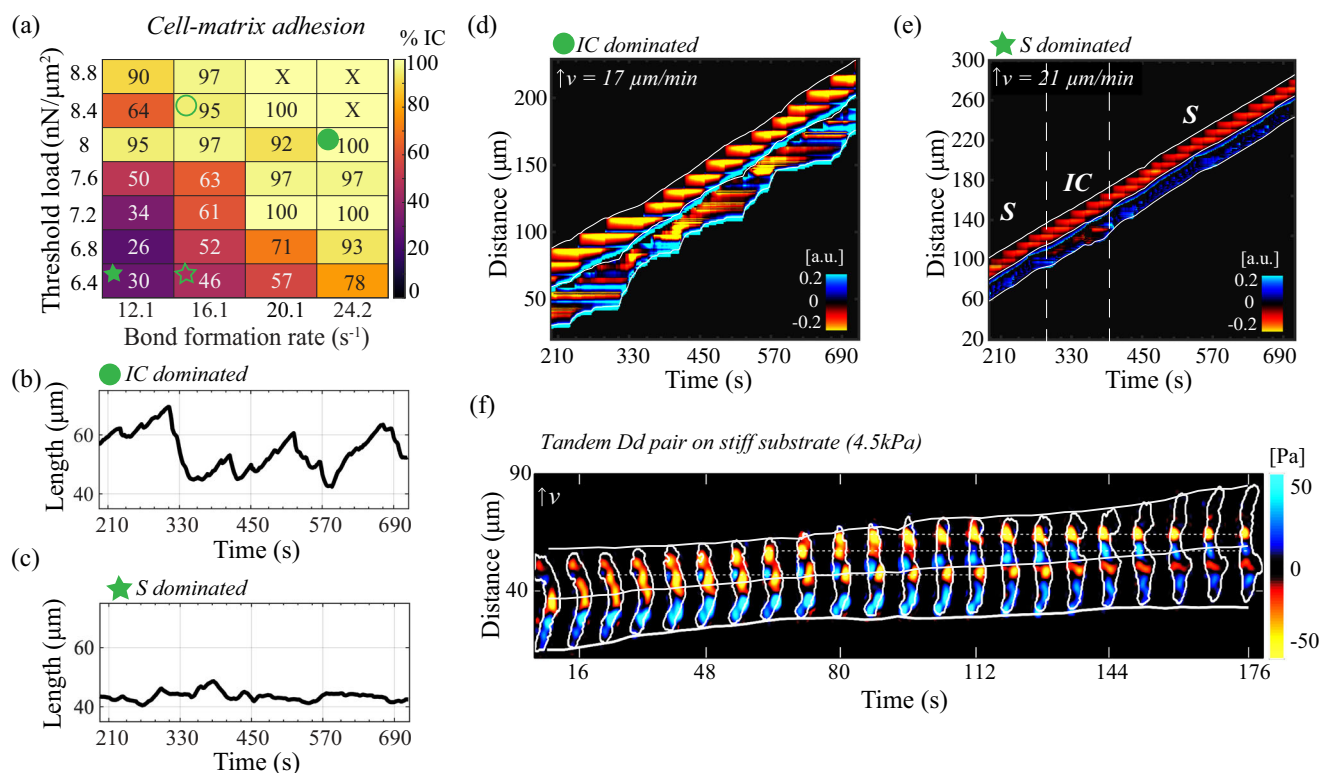 (a)
Cell-matrix adhesion
% IC
Threshold load (nN/μm²)
8.8 90 97 X X 100
8.4 64 95 100 X 80
8 95 97 92 100
7.6 50 63 97 97 60
7.2 34 61 100 100 40
6.8 26 52 71 93 20
6.4 30 46 57 78 0
12.1 16.1 20.1 24.2
Bond formation rate (s⁻¹)
(b)
IC dominated
Length (μm)
60
40
210 330 450 570 690
Time (s)
(c)
S dominated
Length (μm)
60
40
210 330 450 570 690
Time (s)
(d)
IC dominated
↑v = 17 μm/min
Distance (μm)
200
150
100
50
[a.u.]
0.2
0
-0.2
210 330 450 570 690
Time (s)
(e)
S dominated
↑v = 21 μm/min
Distance (μm)
300
260
220
180
140
100
60
20
S
IC
S
[a.u.]
0.2
0
-0.2
210 330 450 570 690
Time (s)
(f)
Tandem Dd pair on stiff substrate (4.5kPa)
↑v
Distance (μm)
90
40
[Pa]
50
0
-50
16 48 80 112 144 176
Time (s)